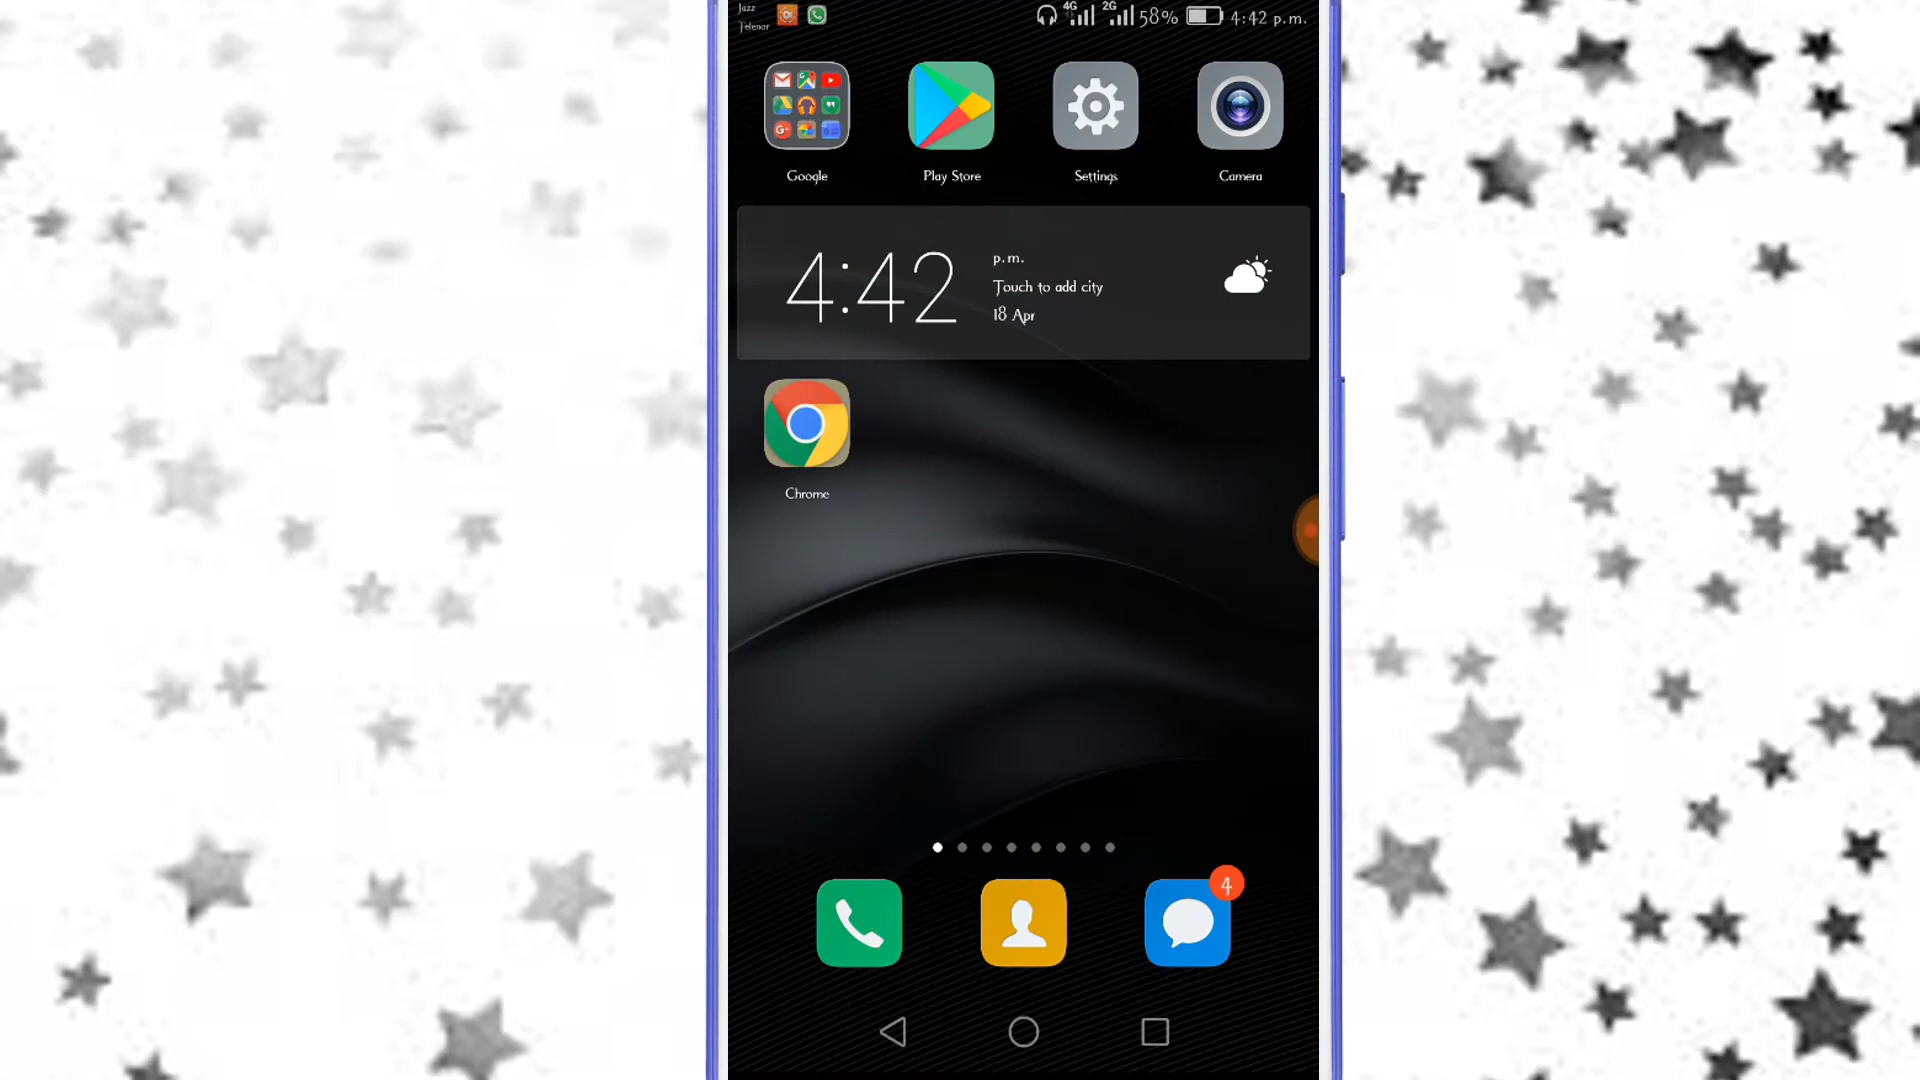 Jazz
Telenor
4G 2G 58% 4:42 p.m.
Google Play Store Settings Camera
4:42
p.m.
Touch to add city
18 Apr
Chrome
4